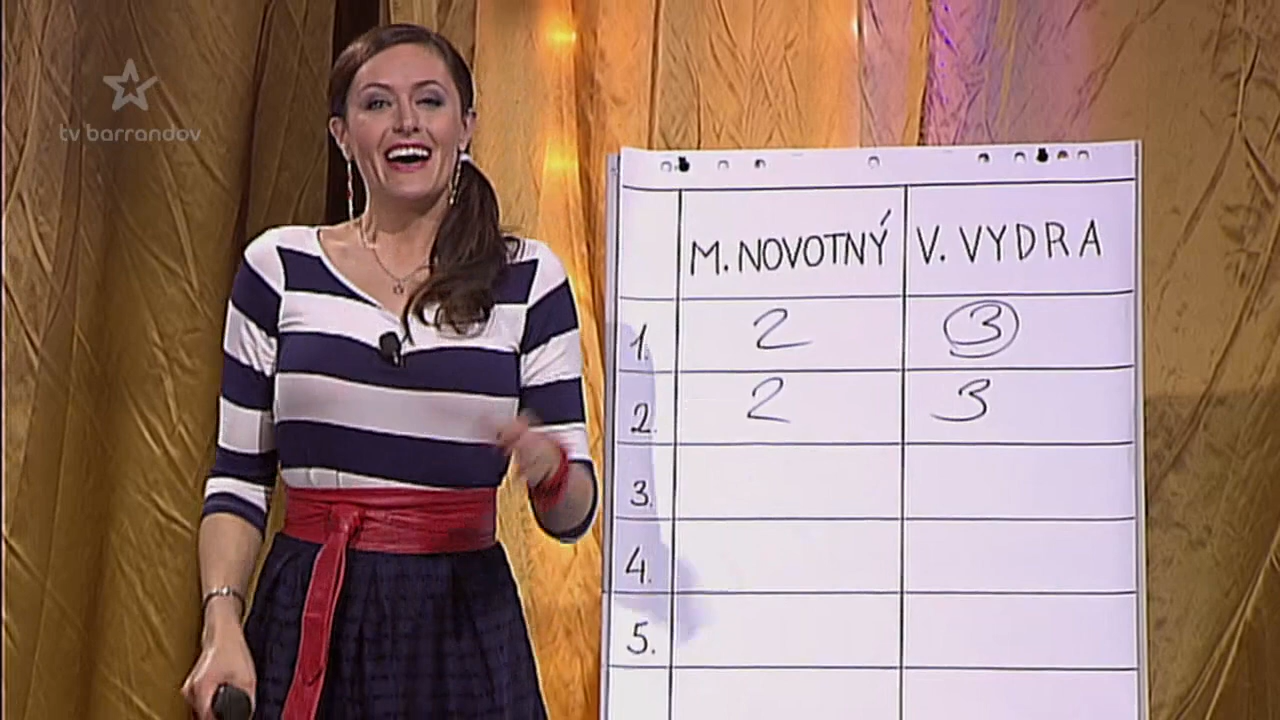 tv barrandov
M. NOVOTNÝ V. VYDRA
1. 2 3
2. 2 3
3.
4.
5.